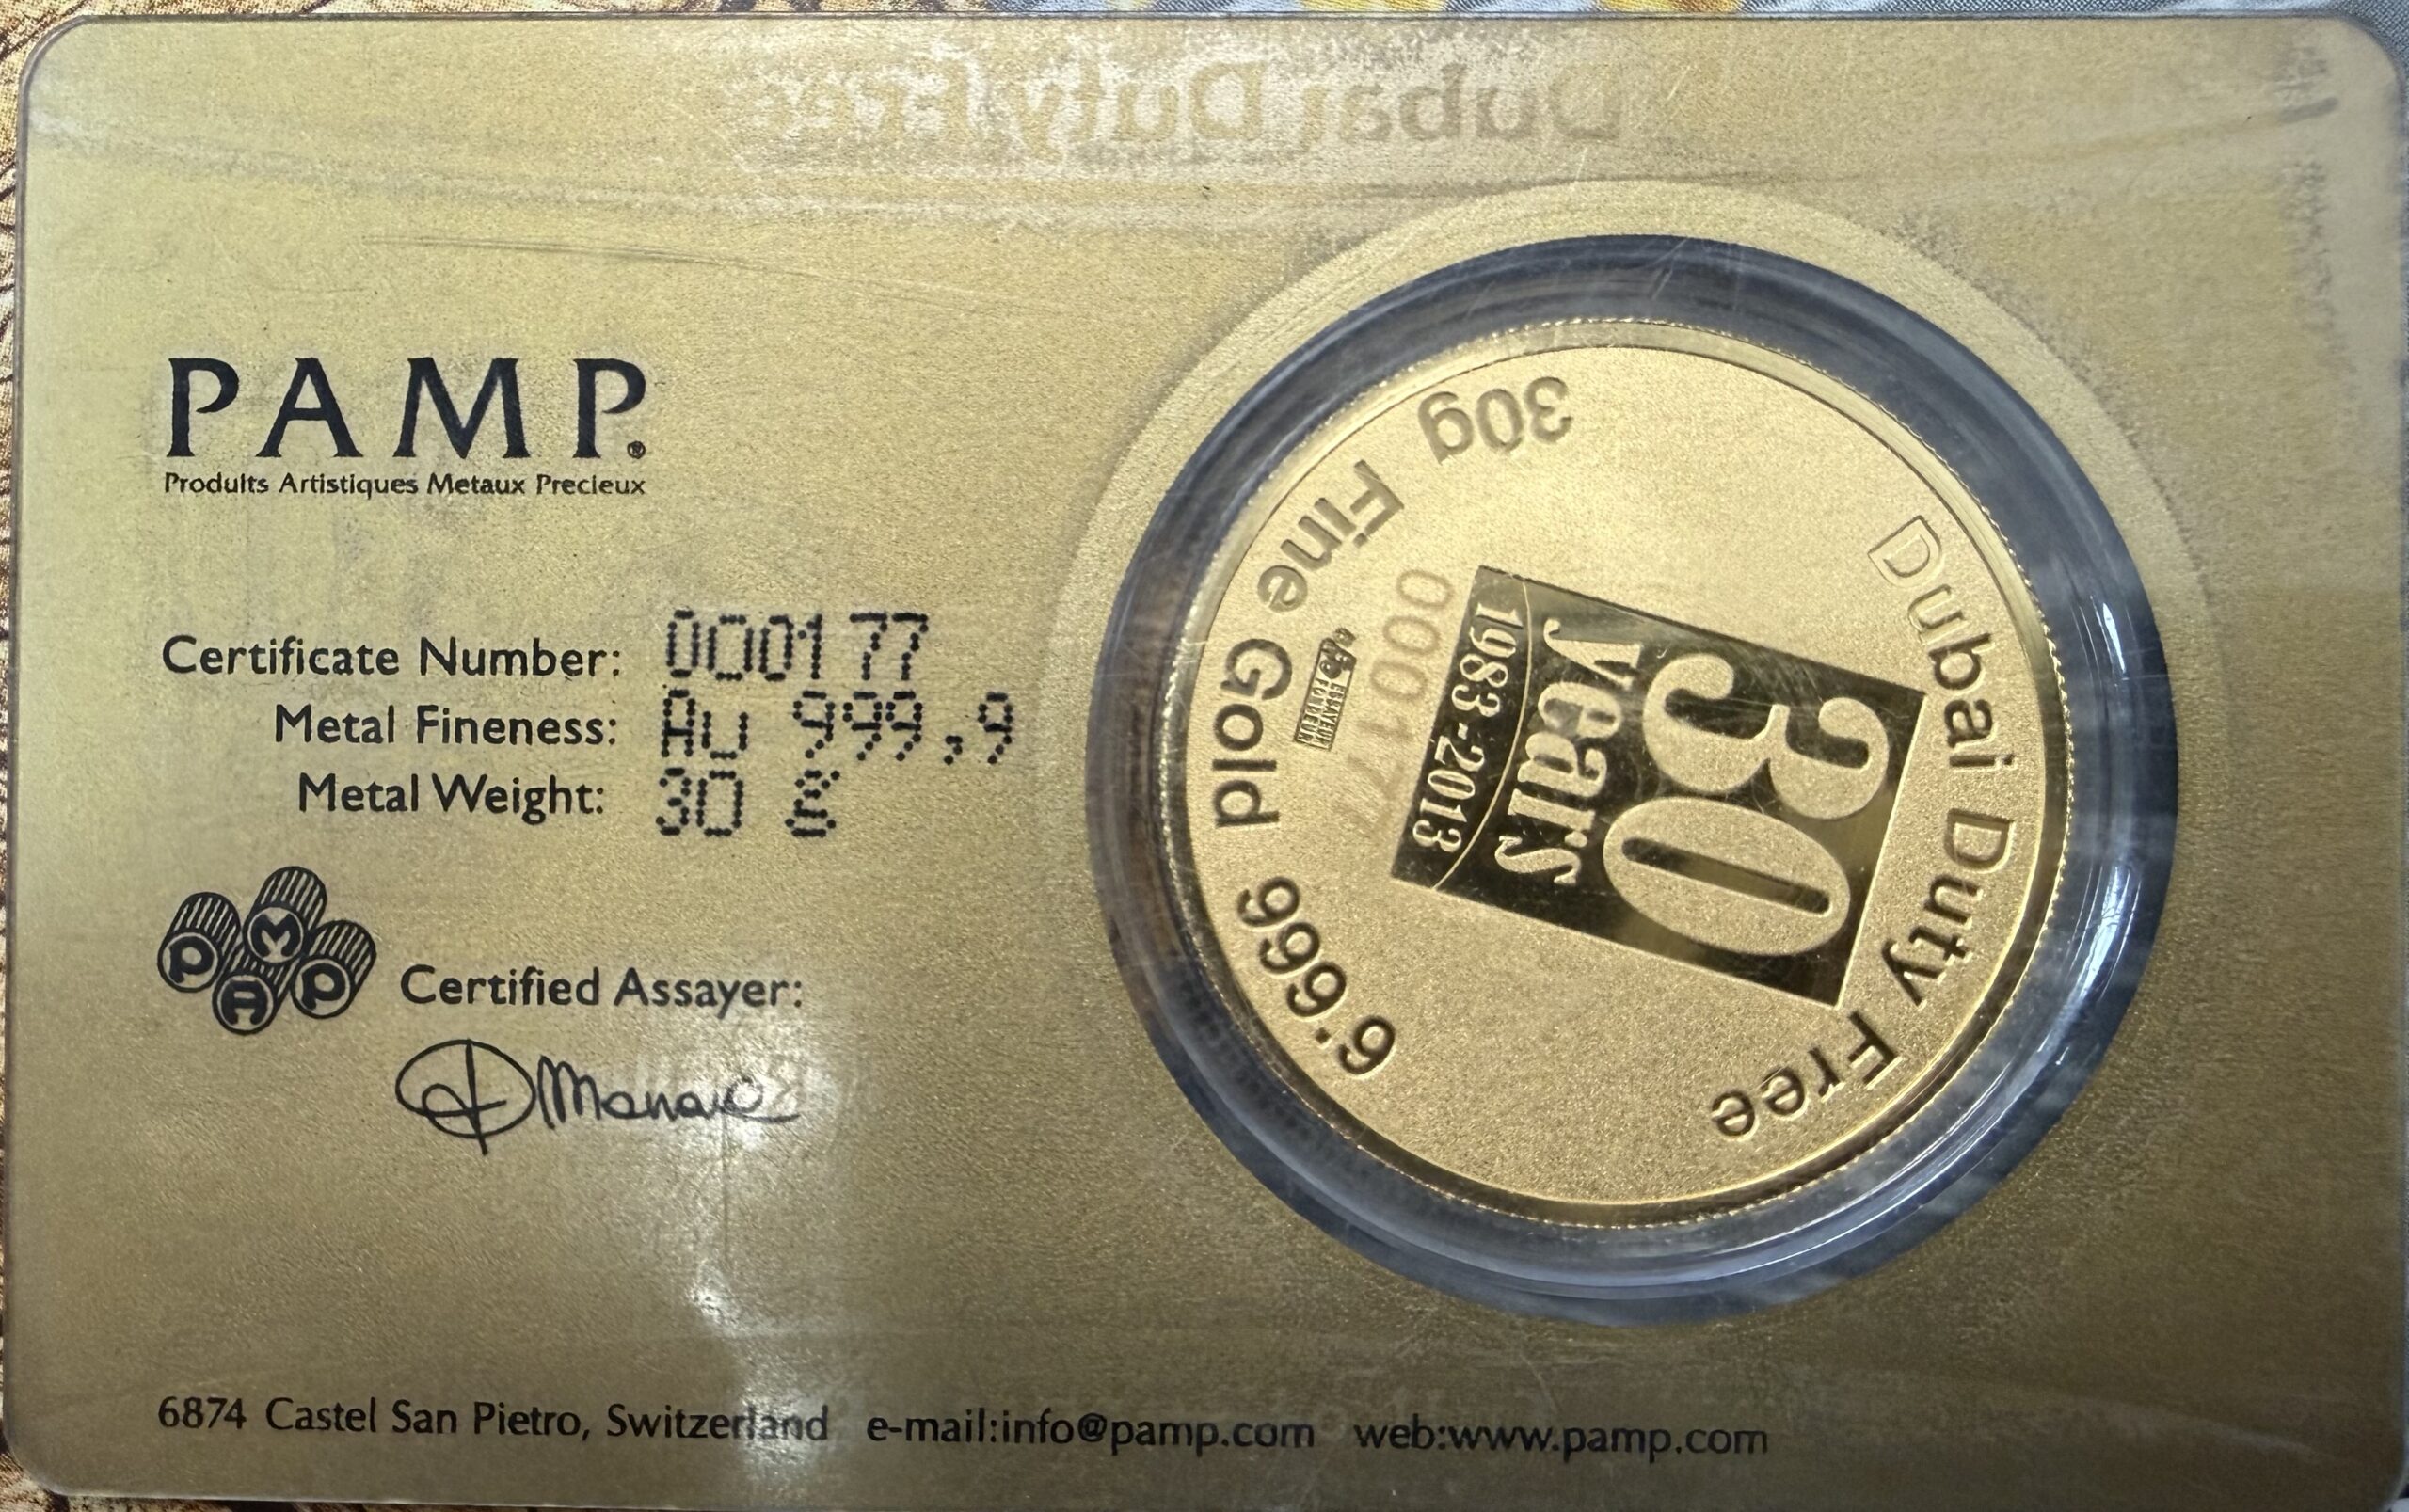 Dubai Duty Free
PAMP®
Produits Artistiques Metaux Precieux
Certificate Number: 000177
Metal Fineness: Au 999,9
Metal Weight: 30 g
P A M P
Certified Assayer:
Dubai Duty Free
30
years
1983-2013
000177
30g Fine Gold 999.9
6874 Castel San Pietro, Switzerland e-mail:info@pamp.com web:www.pamp.com